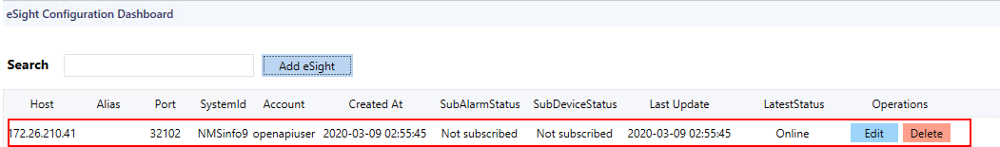 eSight Configuration Dashboard
Search Add eSight
Host Alias Port SystemId Account Created At SubAlarmStatus SubDeviceStatus Last Update LatestStatus Operations
172.26.210.41 32102 NMSinfo9 openapiuser 2020-03-09 02:55:45 Not subscribed Not subscribed 2020-03-09 02:55:45 Online Edit Delete